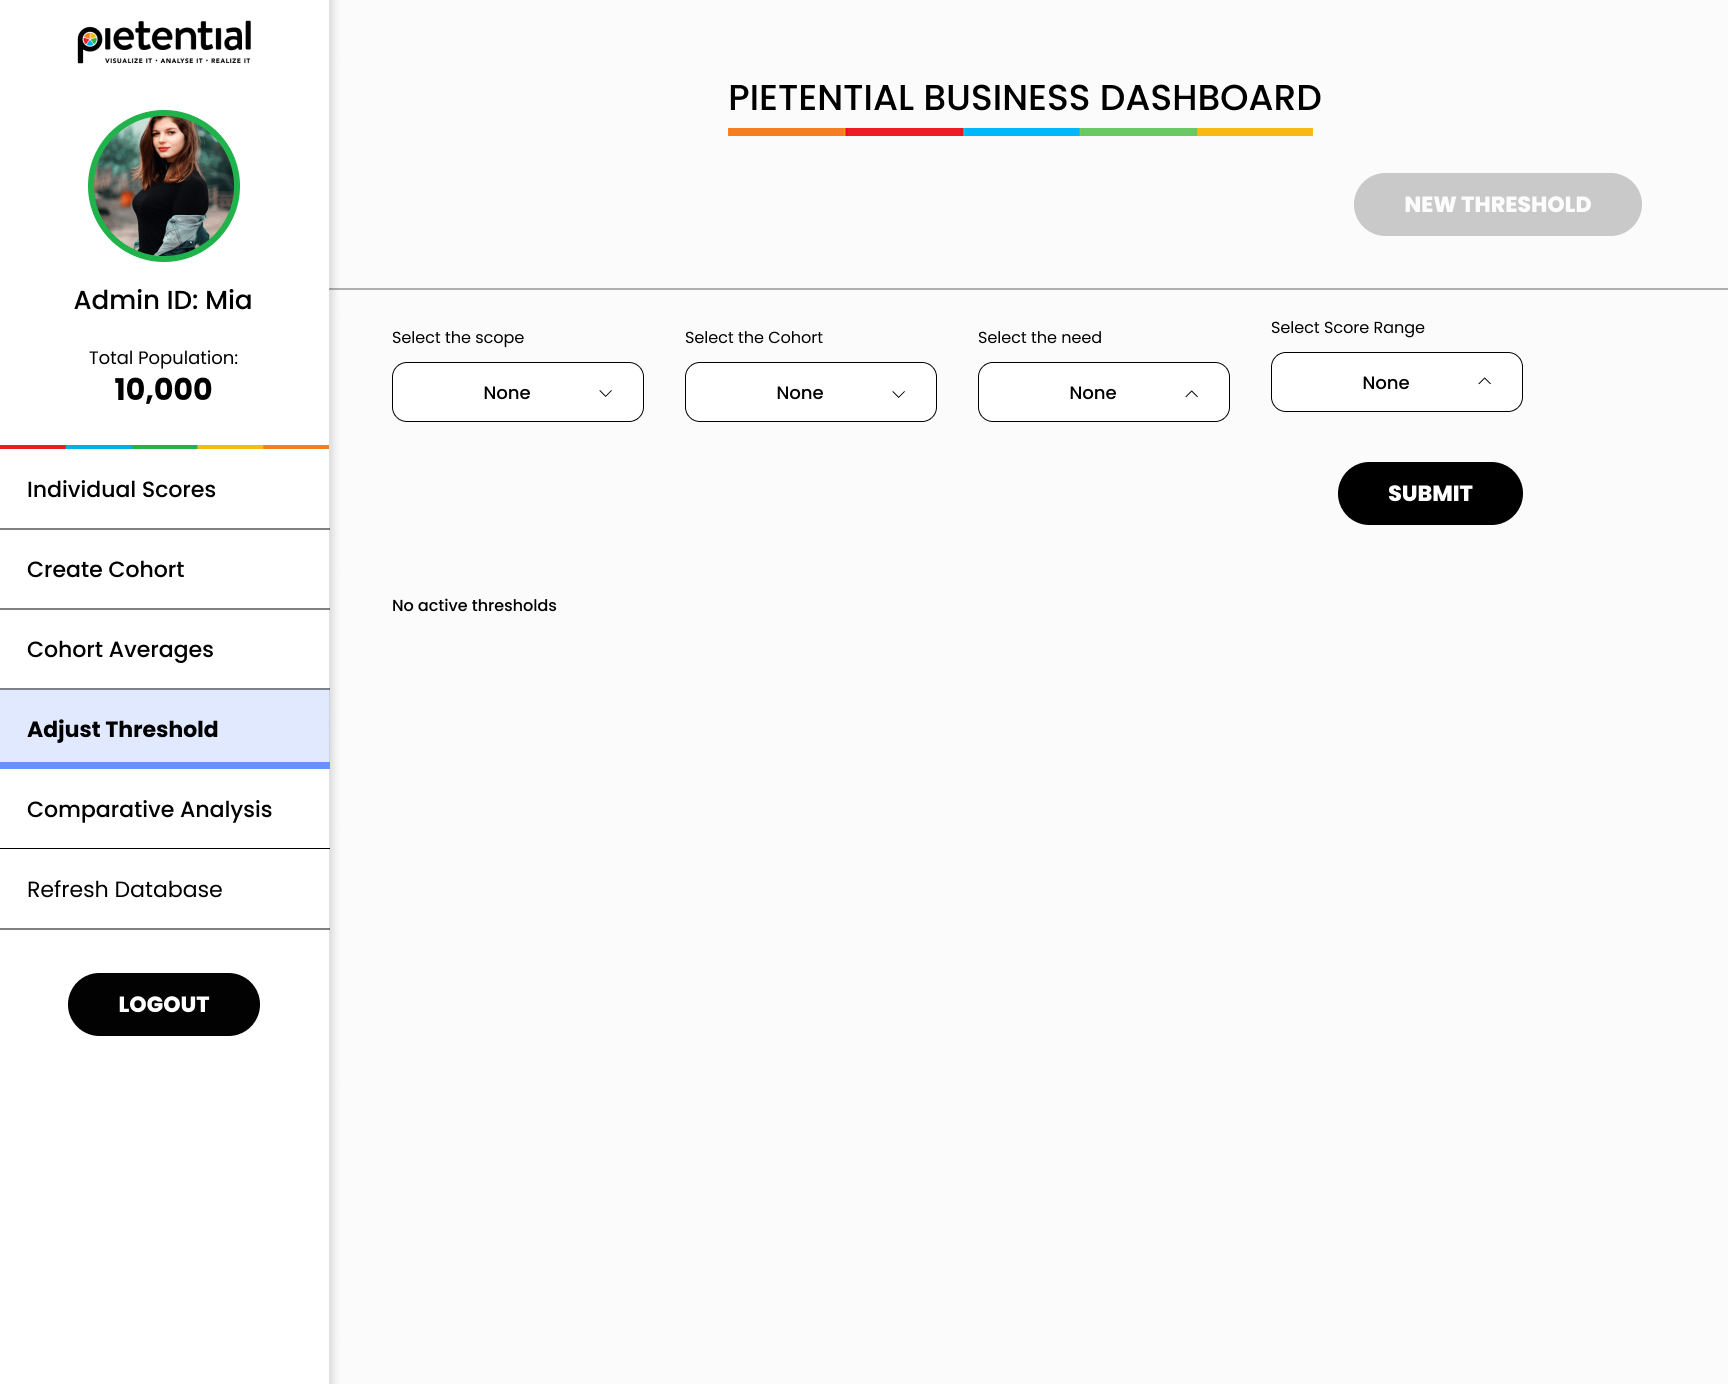 pietential
VISUALIZE IT • ANALYSE IT • REALIZE IT
Admin ID: Mia
Total Population:
10,000
Individual Scores
Create Cohort
Cohort Averages
Adjust Threshold
Comparative Analysis
Refresh Database
LOGOUT
PIETENTIAL BUSINESS DASHBOARD
NEW THRESHOLD
Select the scope
None
Select the Cohort
None
Select the need
None
Select Score Range
None
SUBMIT
No active thresholds